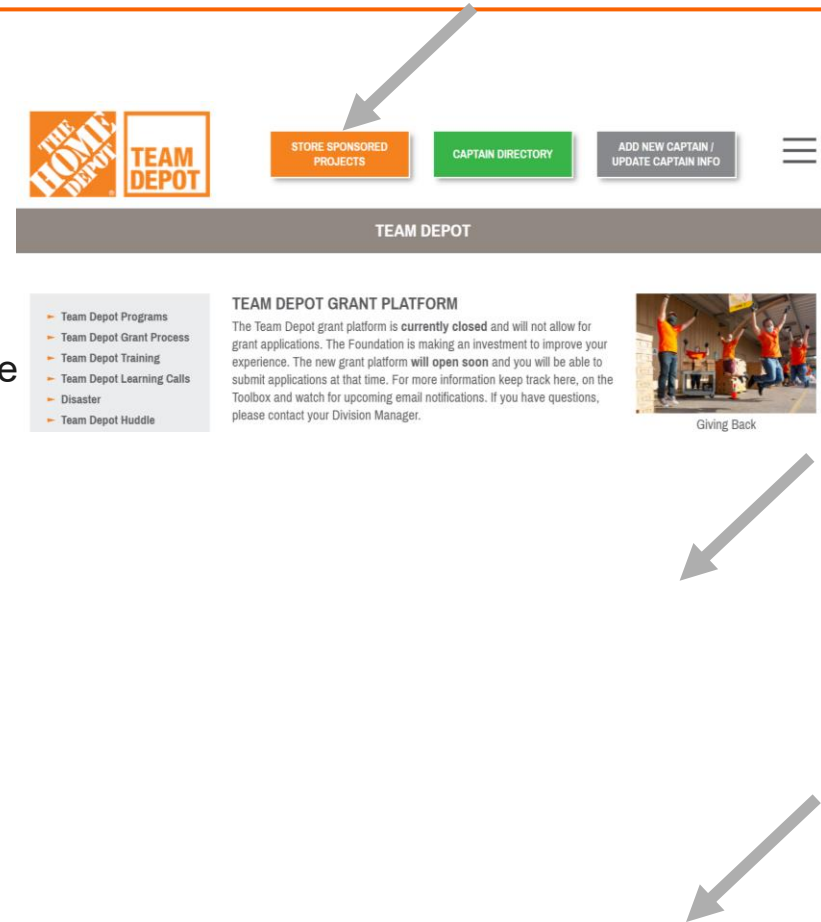 THE
HOME
DEPOT
TEAM
DEPOT
STORE SPONSORED
PROJECTS
CAPTAIN DIRECTORY
ADD NEW CAPTAIN /
UPDATE CAPTAIN INFO
TEAM DEPOT
e
► Team Depot Programs
► Team Depot Grant Process
► Team Depot Training
► Team Depot Learning Calls
► Disaster
► Team Depot Huddle
TEAM DEPOT GRANT PLATFORM
The Team Depot grant platform is currently closed and will not allow for
grant applications. The Foundation is making an investment to improve your
experience. The new grant platform will open soon and you will be able to
submit applications at that time. For more information keep track here, on the
Toolbox and watch for upcoming email notifications. If you have questions,
please contact your Division Manager.
Giving Back